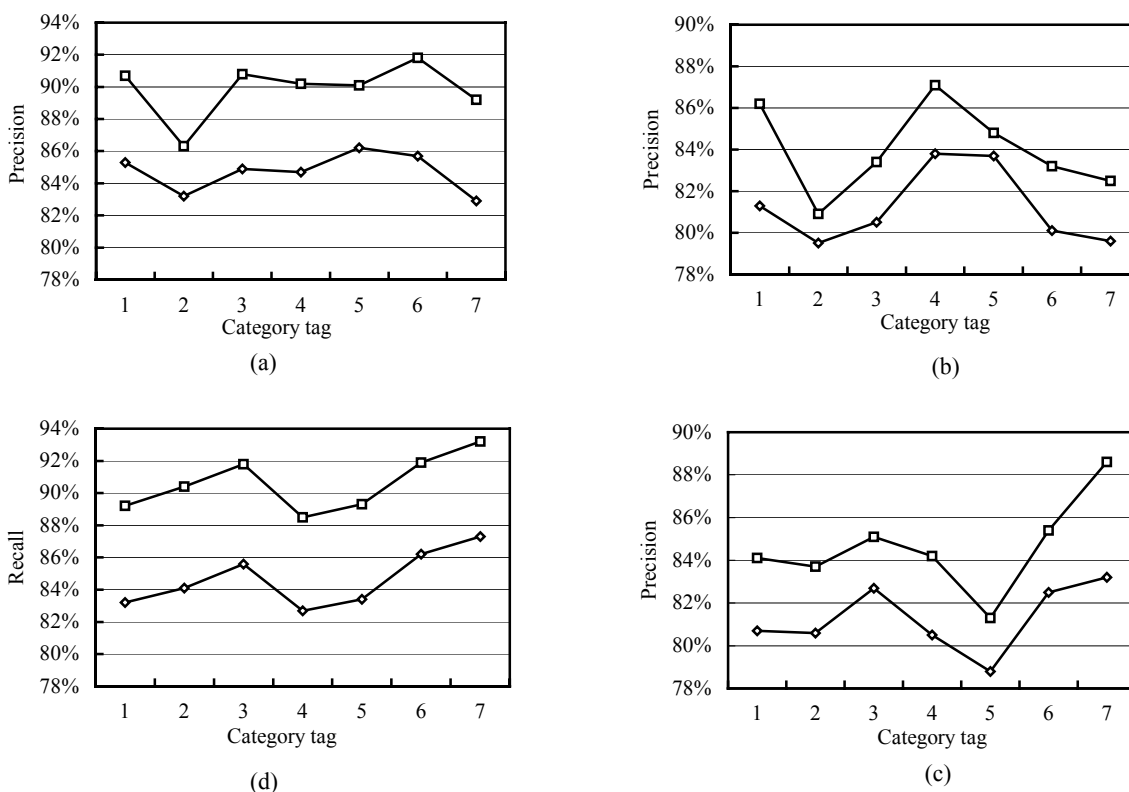 94%
92%
90%
88%
86%
84%
82%
80%
78%
Precision
1 2 3 4 5 6 7
Category tag
(a)
90%
88%
86%
84%
82%
80%
78%
Precision
1 2 3 4 5 6 7
Category tag
(b)
94%
92%
90%
88%
86%
84%
82%
80%
78%
Recall
1 2 3 4 5 6 7
Category tag
(d)
90%
88%
86%
84%
82%
80%
78%
Precision
1 2 3 4 5 6 7
Category tag
(c)